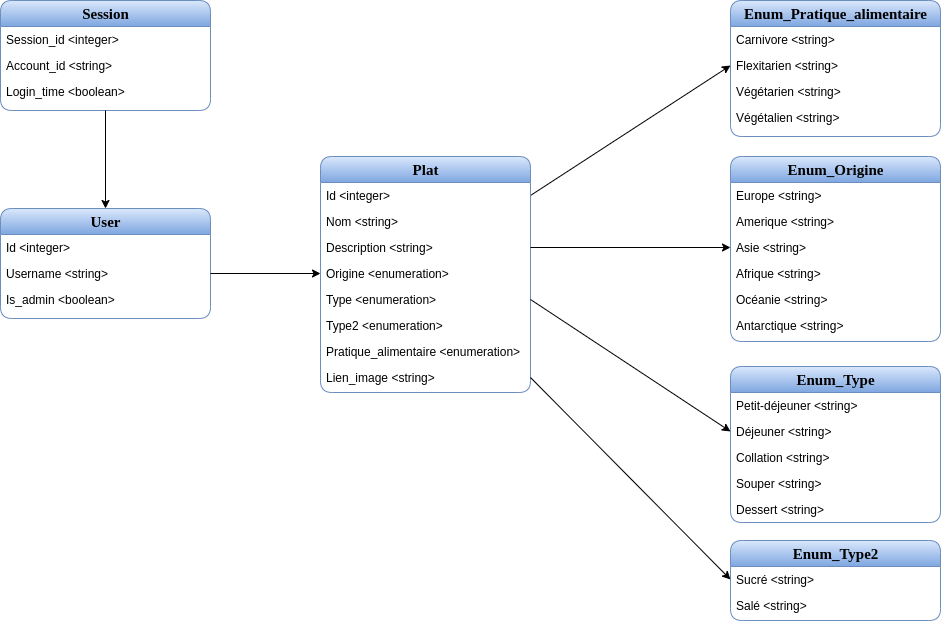 Session
Session_id <integer>
Account_id <string>
Login_time <boolean>
User
Id <integer>
Username <string>
Is_admin <boolean>
Plat
Id <integer>
Nom <string>
Description <string>
Origine <enumeration>
Type <enumeration>
Type2 <enumeration>
Pratique_alimentaire <enumeration>
Lien_image <string>
Enum_Pratique_alimentaire
Carnivore <string>
Flexitarien <string>
Végétarien <string>
Végétalien <string>
Enum_Origine
Europe <string>
Amerique <string>
Asie <string>
Afrique <string>
Océanie <string>
Antarctique <string>
Enum_Type
Petit-déjeuner <string>
Déjeuner <string>
Collation <string>
Souper <string>
Dessert <string>
Enum_Type2
Sucré <string>
Salé <string>